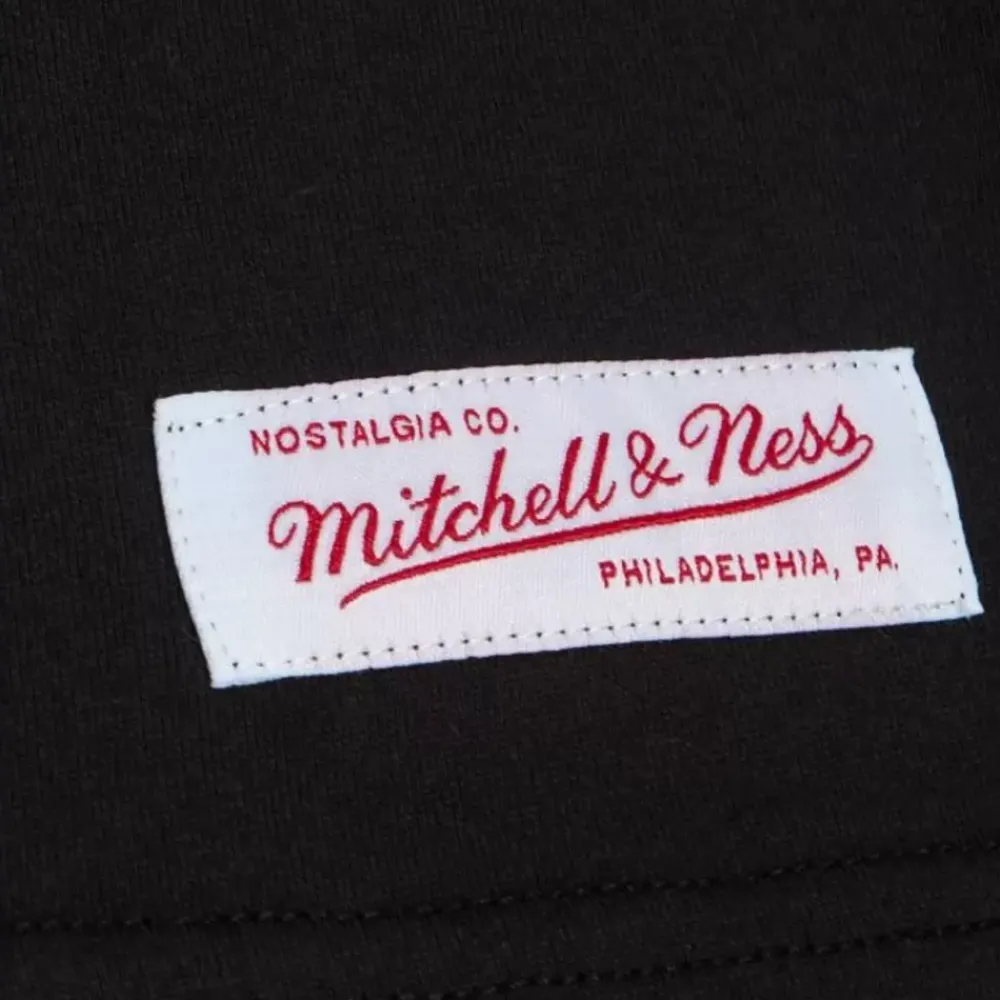 NOSTALGIA CO.
Mitchell & Ness
PHILADELPHIA, PA.